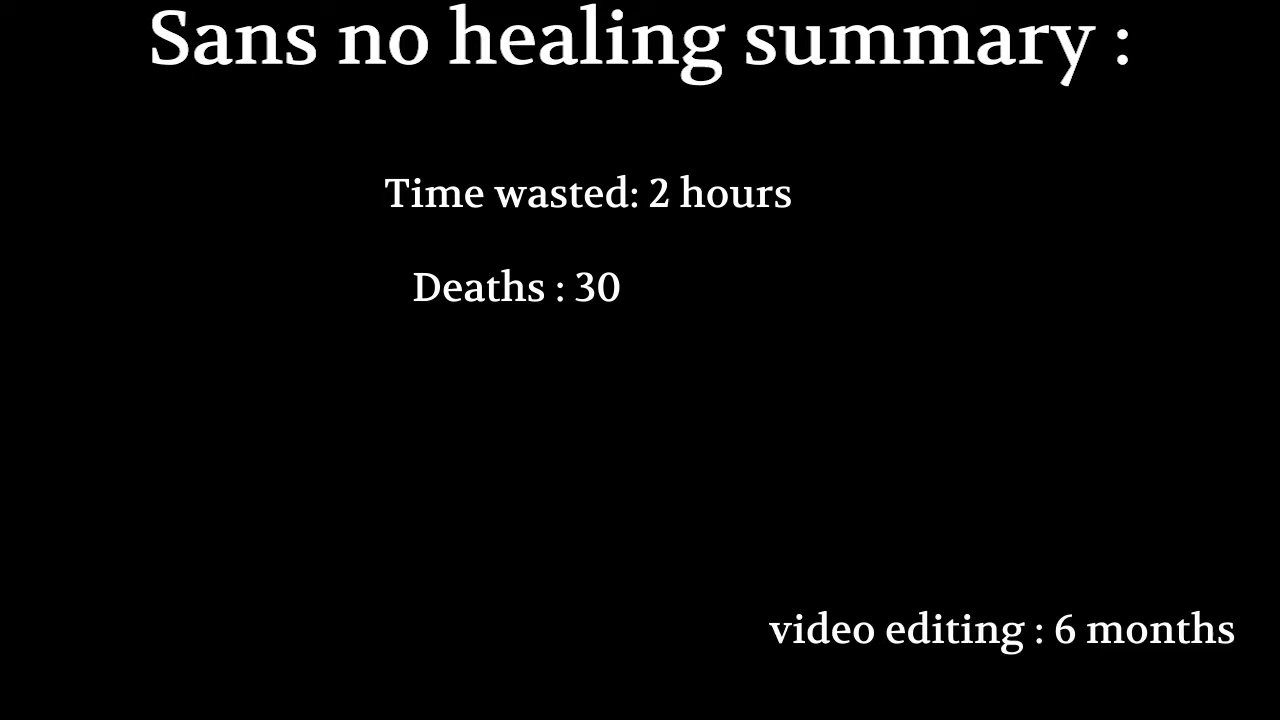 Sans no healing summary :
Time wasted: 2 hours
Deaths : 30
video editing : 6 months